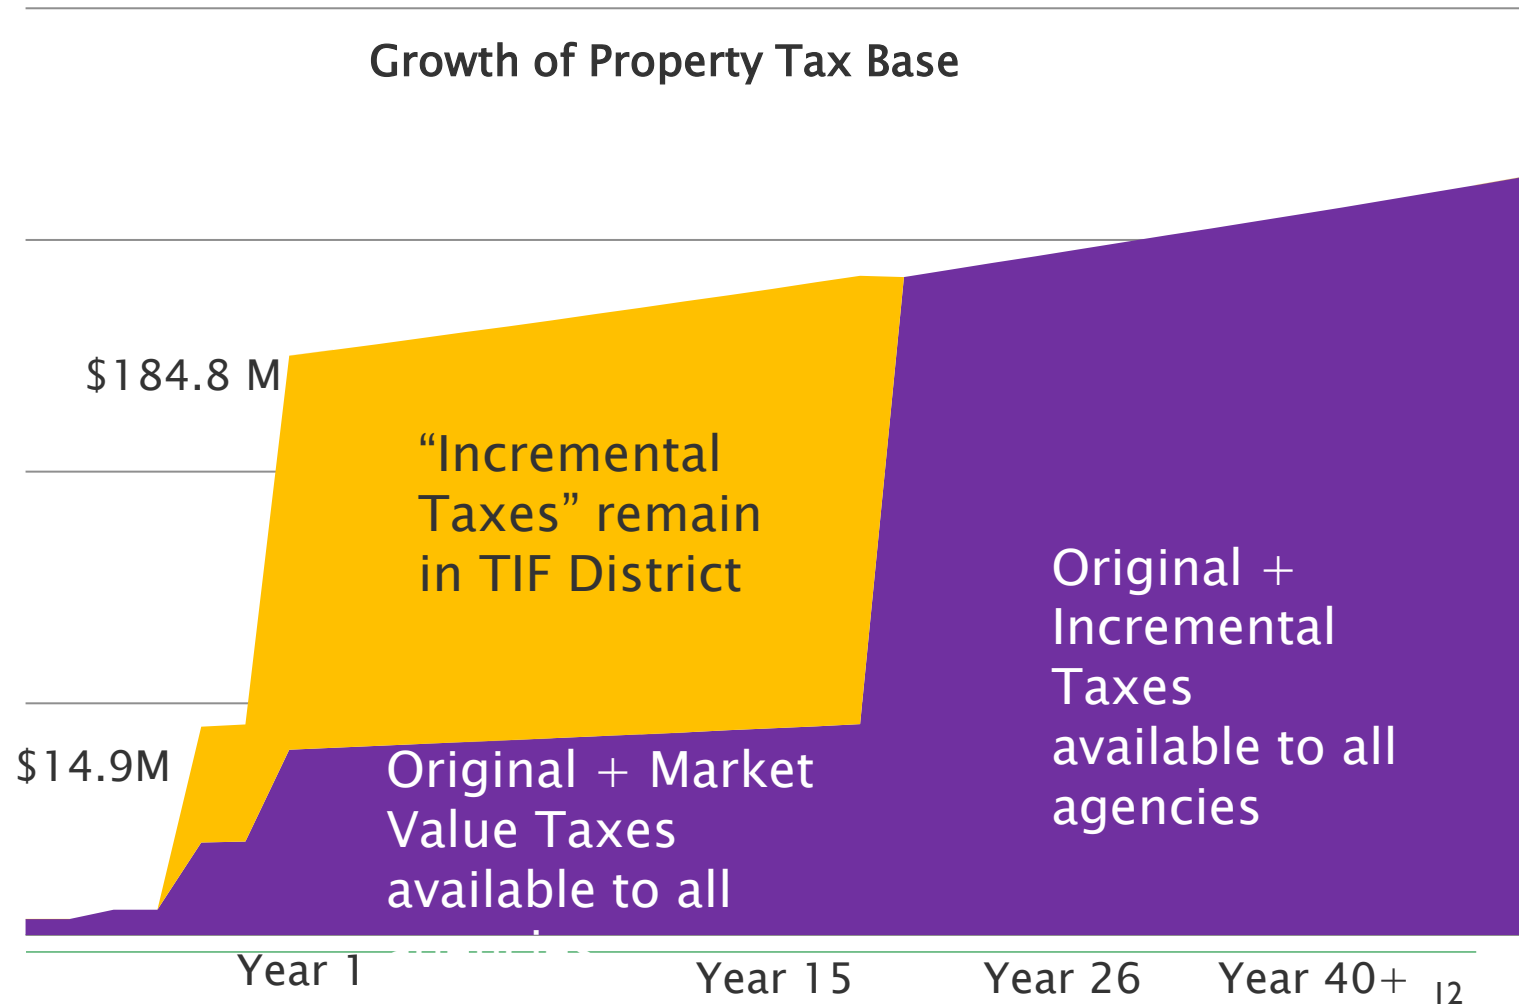 Growth of Property Tax Base
$184.8 M
“Incremental
Taxes” remain
in TIF District
Original +
Incremental
Taxes
available to all
agencies
$14.9M
Original + Market
Value Taxes
available to all
Year 1
Year 15
Year 26
Year 40+
12